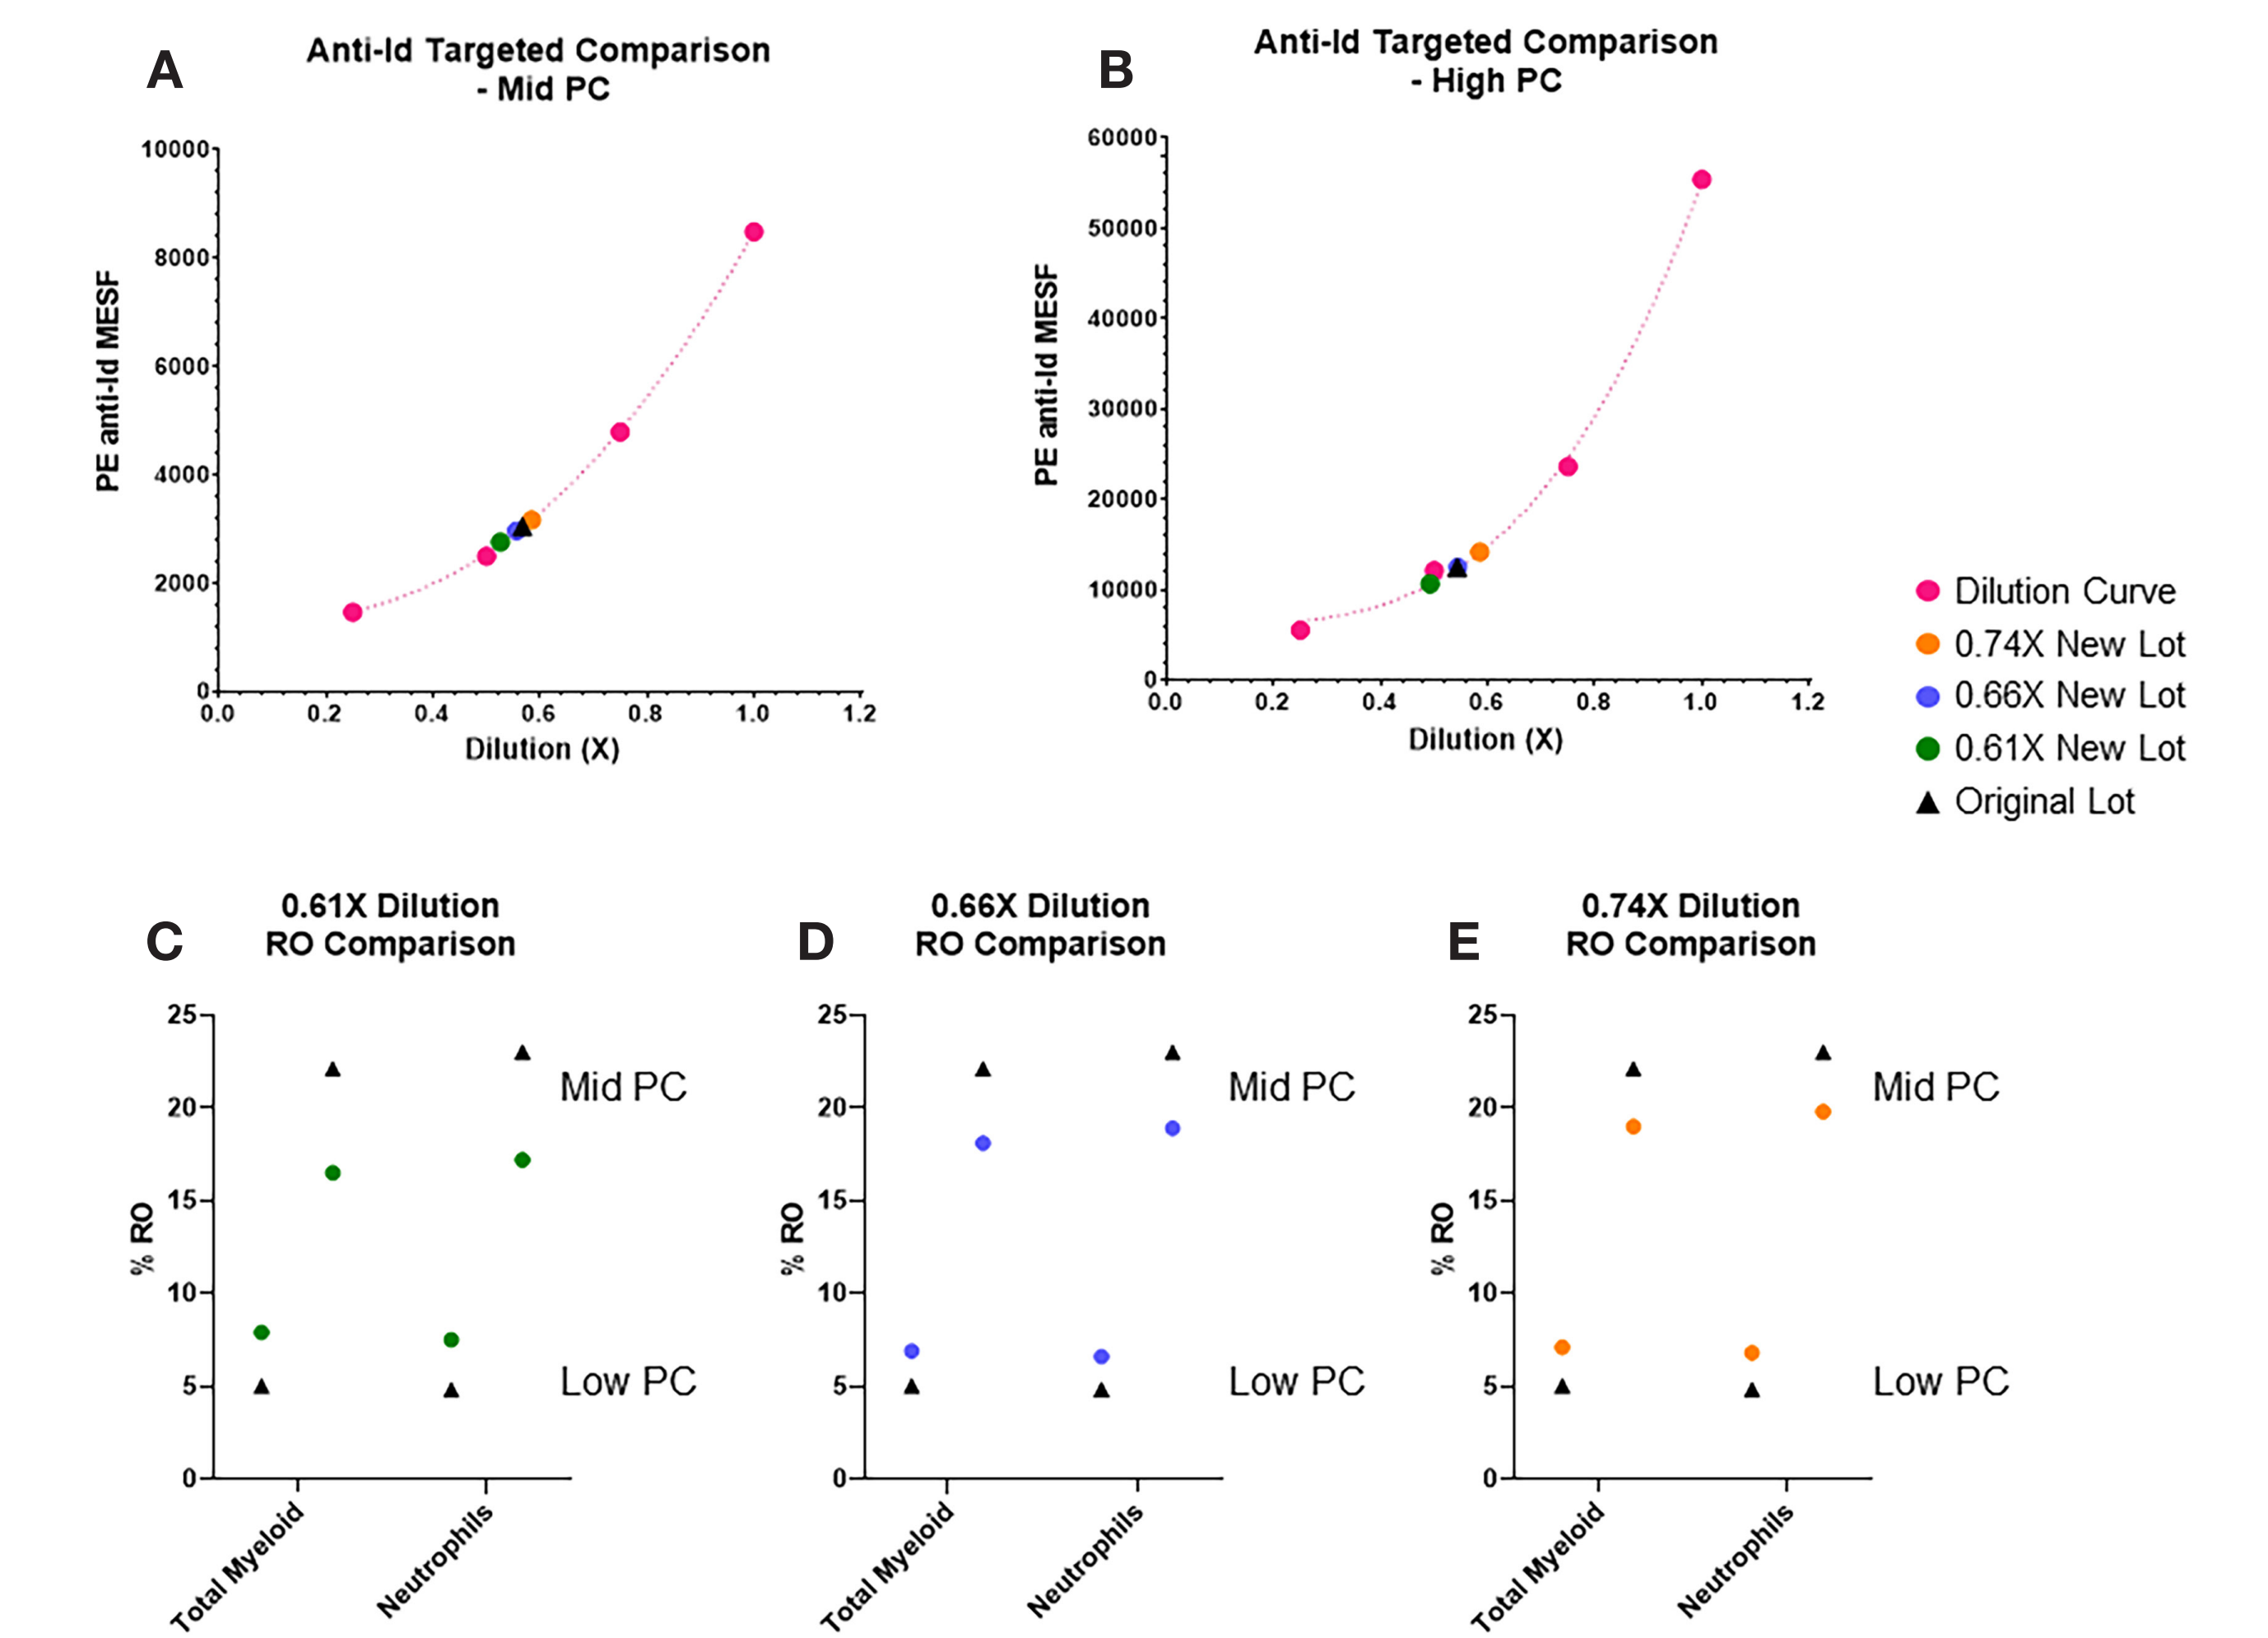 A
Anti-Id Targeted Comparison
- Mid PC
PE anti-Id MESF
10000
8000
6000
4000
2000
0
0.0 0.2 0.4 0.6 0.8 1.0 1.2
Dilution (X)
B
Anti-Id Targeted Comparison
- High PC
PE anti-Id MESF
60000
50000
40000
30000
20000
10000
0
0.0 0.2 0.4 0.6 0.8 1.0 1.2
Dilution (X)
Dilution Curve
0.74X New Lot
0.66X New Lot
0.61X New Lot
Original Lot
C
0.61X Dilution
RO Comparison
% RO
25
20
15
10
5
0
Mid PC
Low PC
Total Myeloid
Neutrophils
D
0.66X Dilution
RO Comparison
% RO
25
20
15
10
5
0
Mid PC
Low PC
Total Myeloid
Neutrophils
E
0.74X Dilution
RO Comparison
% RO
25
20
15
10
5
0
Mid PC
Low PC
Total Myeloid
Neutrophils